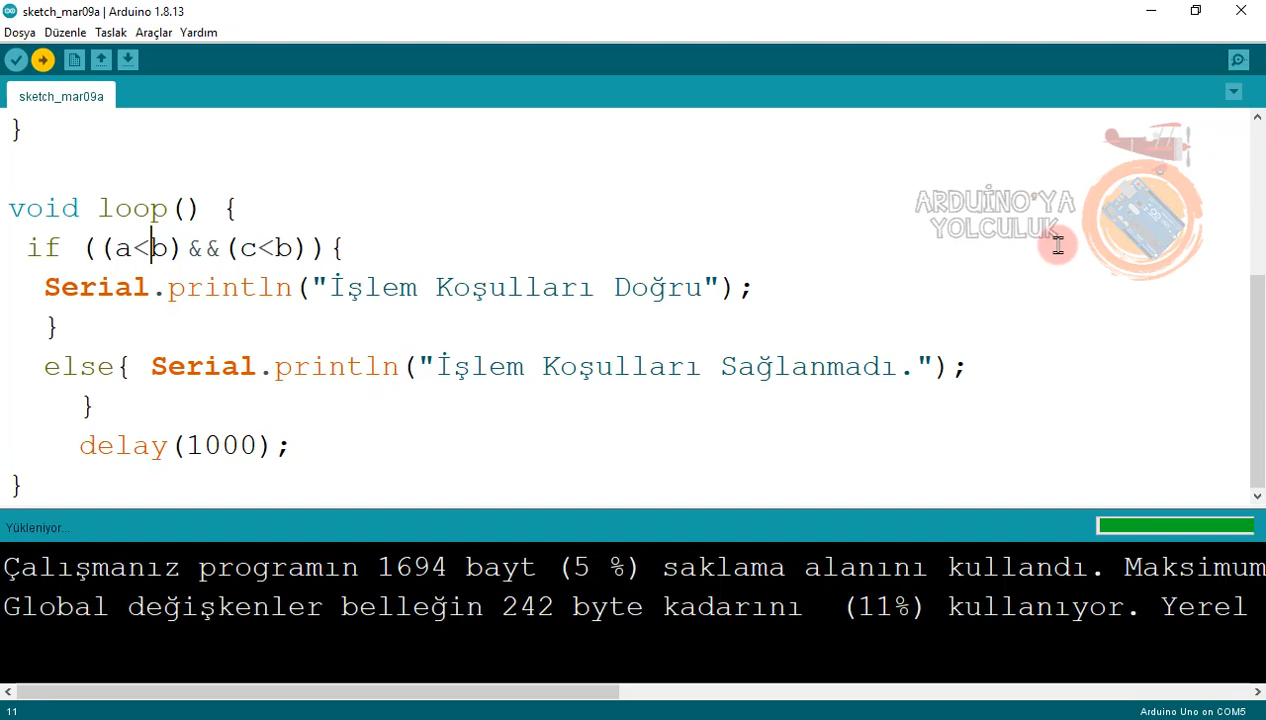 sketch_mar09a | Arduino 1.8.13
Dosya Düzenle Taslak Araçlar Yardım
sketch_mar09a
}
ARDUİNO'YA
YOLCULUK
void loop() {
if ((a<b)&&(c<b)){
Serial.println("İşlem Koşulları Doğru");
}
else{ Serial.println("İşlem Koşulları Sağlanmadı.");
}
delay(1000);
}
Yükleniyor...
Çalışmanız programın 1694 bayt (5 %) saklama alanını kullandı. Maksimum
Global değişkenler belleğin 242 byte kadarını (11%) kullanıyor. Yerel
11
Arduino Uno on COM5